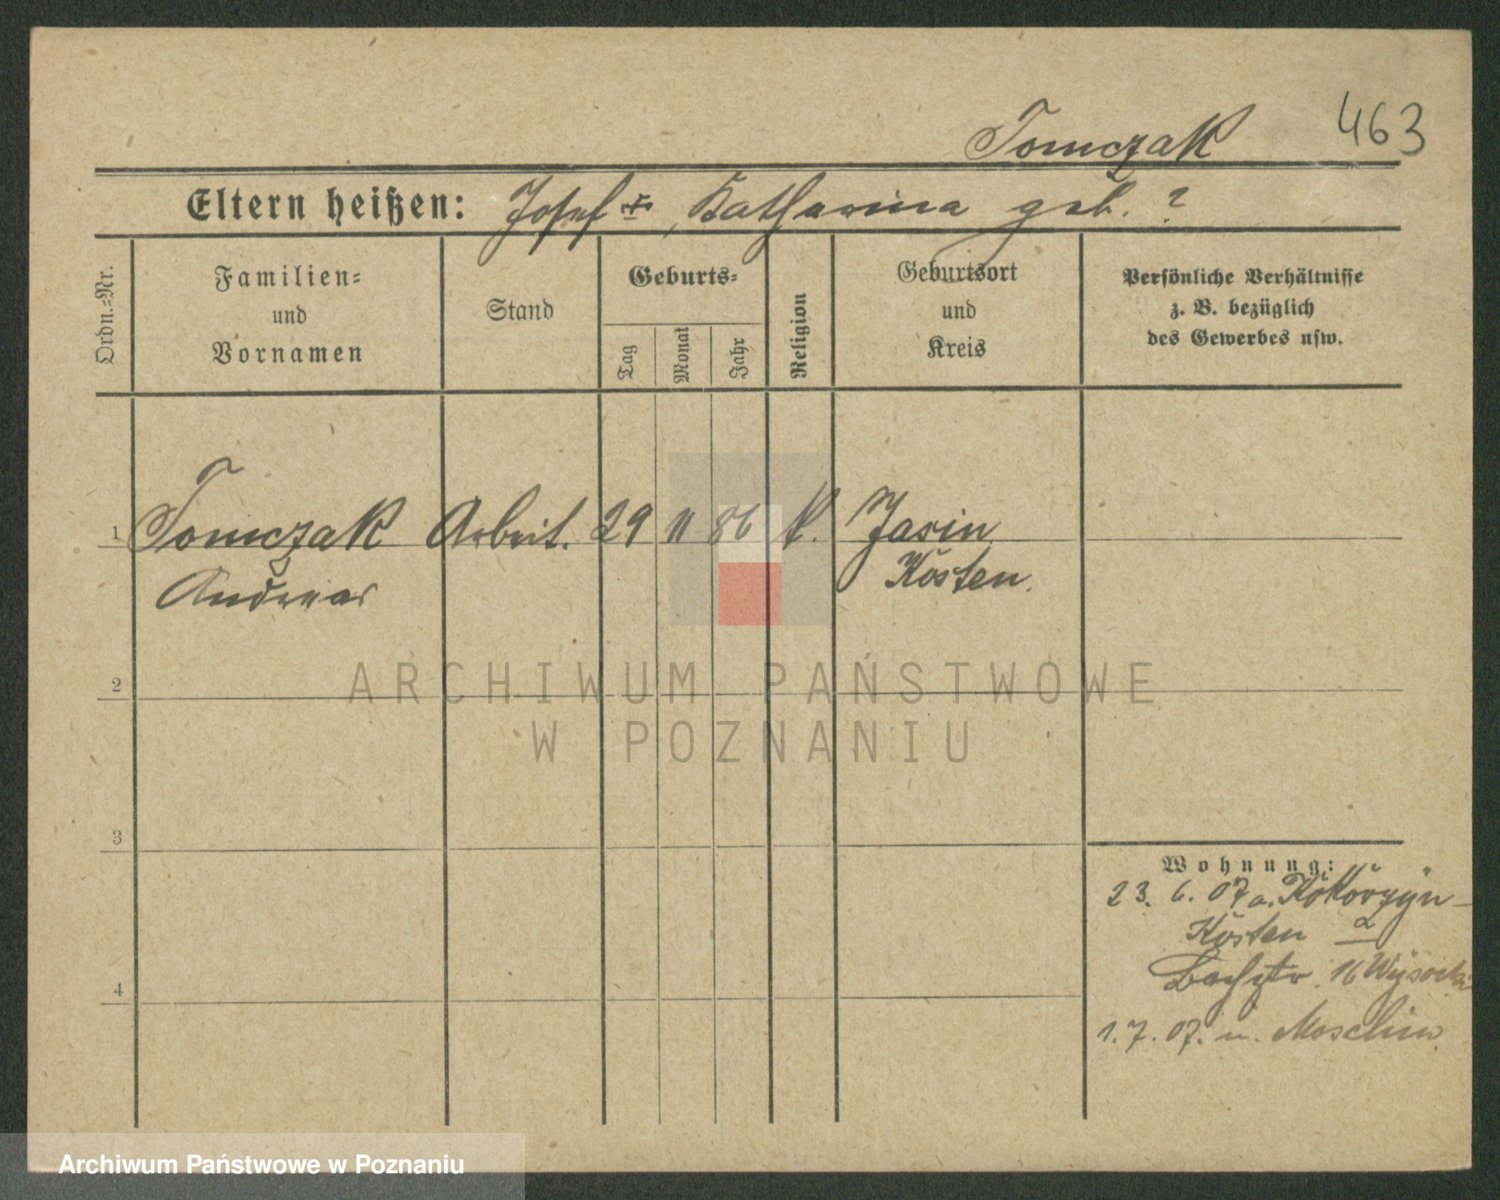 Tomczak
463
Eltern heißen: Josef +, Katharina geb. ?
Ordn.=Nr.
Familien=
und
Vornamen
Stand
Geburts=
Tag
Monat
Jahr
Religion
Geburtsort
und
Kreis
Persönliche Verhältnisse
z. B. bezüglich
des Gewerbes usw.
1 Tomczak Arbeit. 29 11 86 k. Jasin
Andreas Kosten.
ARCHIWUM PAŃSTWOWE
W POZNANIU
2
3
4
Wohnung:
23. 6. 07 a. Kokorzyn
Kosten
16 Wysocki
1. 7. 07. n. Moschin.
Archiwum Państwowe w Poznaniu